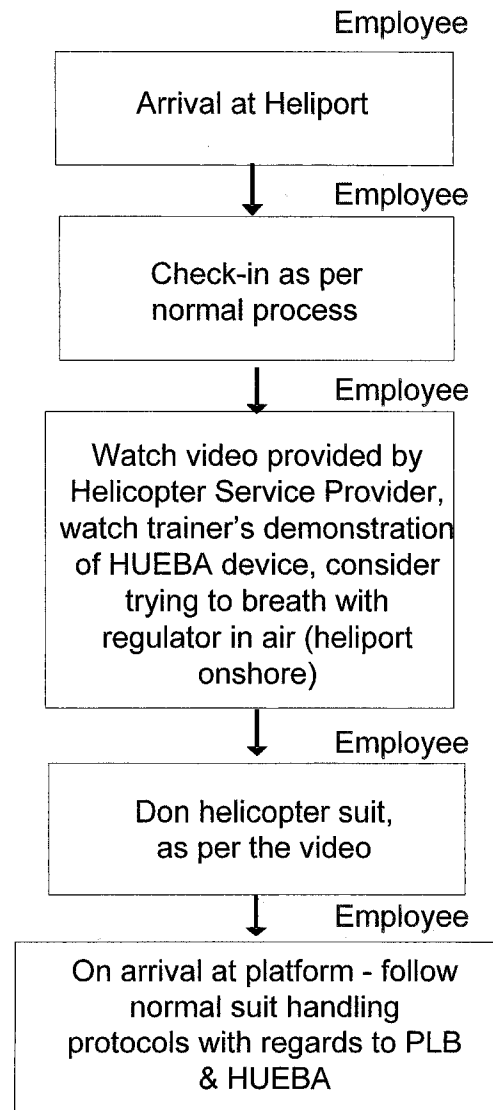 Employee
Arrival at Heliport
Employee
Check-in as per
normal process
Employee
Watch video provided by
Helicopter Service Provider,
watch trainer's demonstration
of HUEBA device, consider
trying to breath with
regulator in air (heliport
onshore)
Employee
Don helicopter suit,
as per the video
Employee
On arrival at platform - follow
normal suit handling
protocols with regards to PLB
& HUEBA